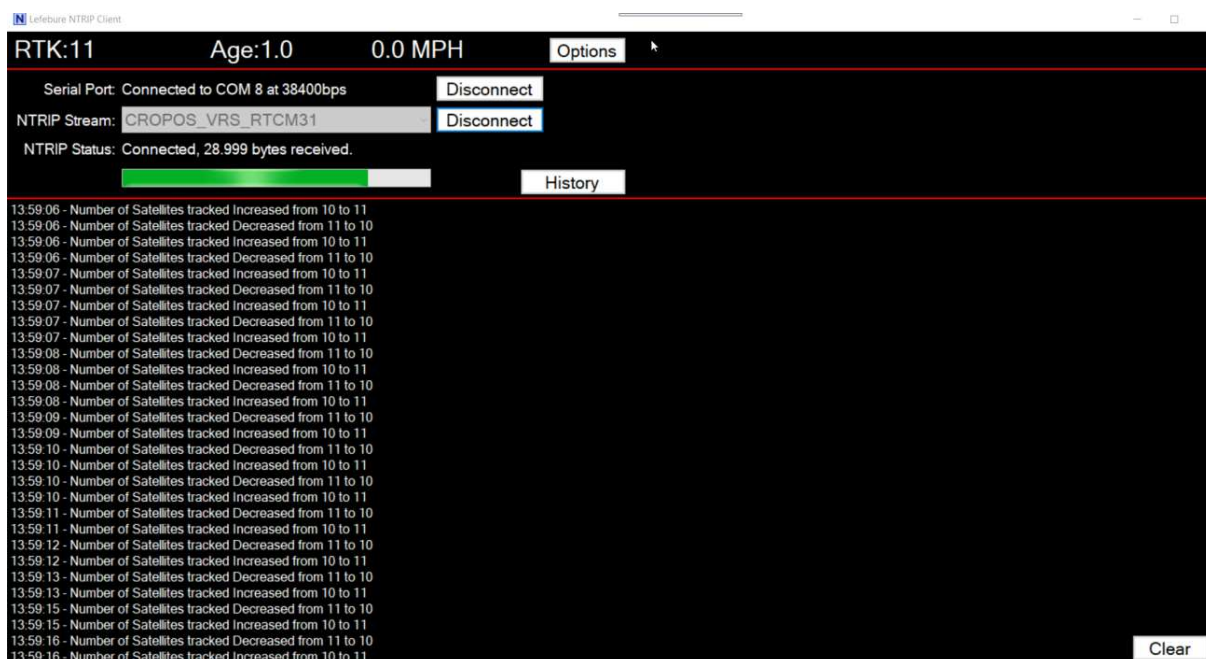 Lefebure NTRIP Client
RTK:11 Age:1.0 0.0 MPH Options
Serial Port: Connected to COM 8 at 38400bps Disconnect
NTRIP Stream: CROPOS_VRS_RTCM31 Disconnect
NTRIP Status: Connected, 28.999 bytes received.
History
13:59:06 - Number of Satellites tracked Increased from 10 to 11
13:59:06 - Number of Satellites tracked Decreased from 11 to 10
13:59:06 - Number of Satellites tracked Increased from 10 to 11
13:59:06 - Number of Satellites tracked Decreased from 11 to 10
13:59:07 - Number of Satellites tracked Increased from 10 to 11
13:59:07 - Number of Satellites tracked Decreased from 11 to 10
13:59:07 - Number of Satellites tracked Increased from 10 to 11
13:59:07 - Number of Satellites tracked Decreased from 11 to 10
13:59:07 - Number of Satellites tracked Increased from 10 to 11
13:59:08 - Number of Satellites tracked Decreased from 11 to 10
13:59:08 - Number of Satellites tracked Increased from 10 to 11
13:59:08 - Number of Satellites tracked Decreased from 11 to 10
13:59:08 - Number of Satellites tracked Increased from 10 to 11
13:59:09 - Number of Satellites tracked Decreased from 11 to 10
13:59:09 - Number of Satellites tracked Increased from 10 to 11
13:59:10 - Number of Satellites tracked Decreased from 11 to 10
13:59:10 - Number of Satellites tracked Increased from 10 to 11
13:59:10 - Number of Satellites tracked Decreased from 11 to 10
13:59:10 - Number of Satellites tracked Increased from 10 to 11
13:59:11 - Number of Satellites tracked Decreased from 11 to 10
13:59:11 - Number of Satellites tracked Increased from 10 to 11
13:59:12 - Number of Satellites tracked Decreased from 11 to 10
13:59:12 - Number of Satellites tracked Increased from 10 to 11
13:59:13 - Number of Satellites tracked Decreased from 11 to 10
13:59:13 - Number of Satellites tracked Increased from 10 to 11
13:59:15 - Number of Satellites tracked Decreased from 11 to 10
13:59:15 - Number of Satellites tracked Increased from 10 to 11
13:59:16 - Number of Satellites tracked Decreased from 11 to 10
13:59:16 - Number of Satellites tracked Increased from 10 to 11
Clear